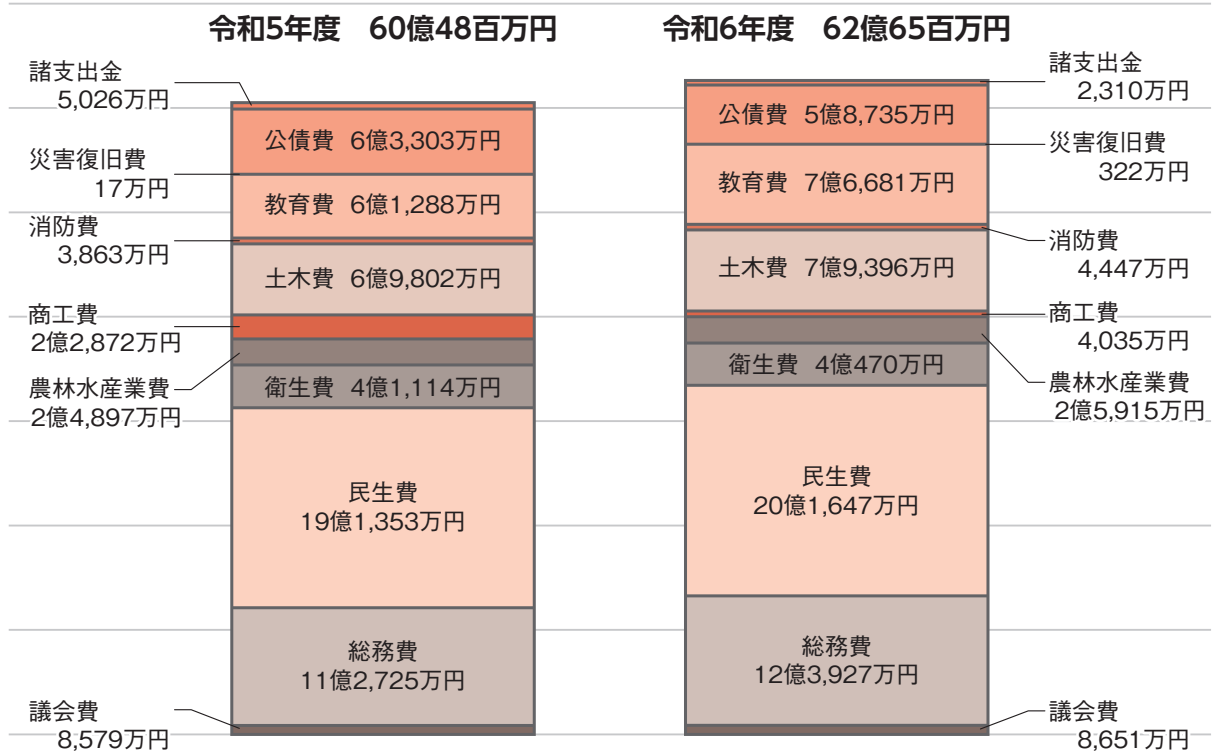 令和5年度　60億48百万円
諸支出金
5,026万円
公債費 6億3,303万円
災害復旧費
17万円
教育費 6億1,288万円
消防費
3,863万円
土木費 6億9,802万円
商工費
2億2,872万円
農林水産業費
2億4,897万円
衛生費 4億1,114万円
民生費
19億1,353万円
総務費
11億2,725万円
議会費
8,579万円
令和6年度　62億65百万円
諸支出金
2,310万円
公債費 5億8,735万円
災害復旧費
322万円
教育費 7億6,681万円
消防費
4,447万円
土木費 7億9,396万円
商工費
4,035万円
農林水産業費
2億5,915万円
衛生費 4億470万円
民生費
20億1,647万円
総務費
12億3,927万円
議会費
8,651万円